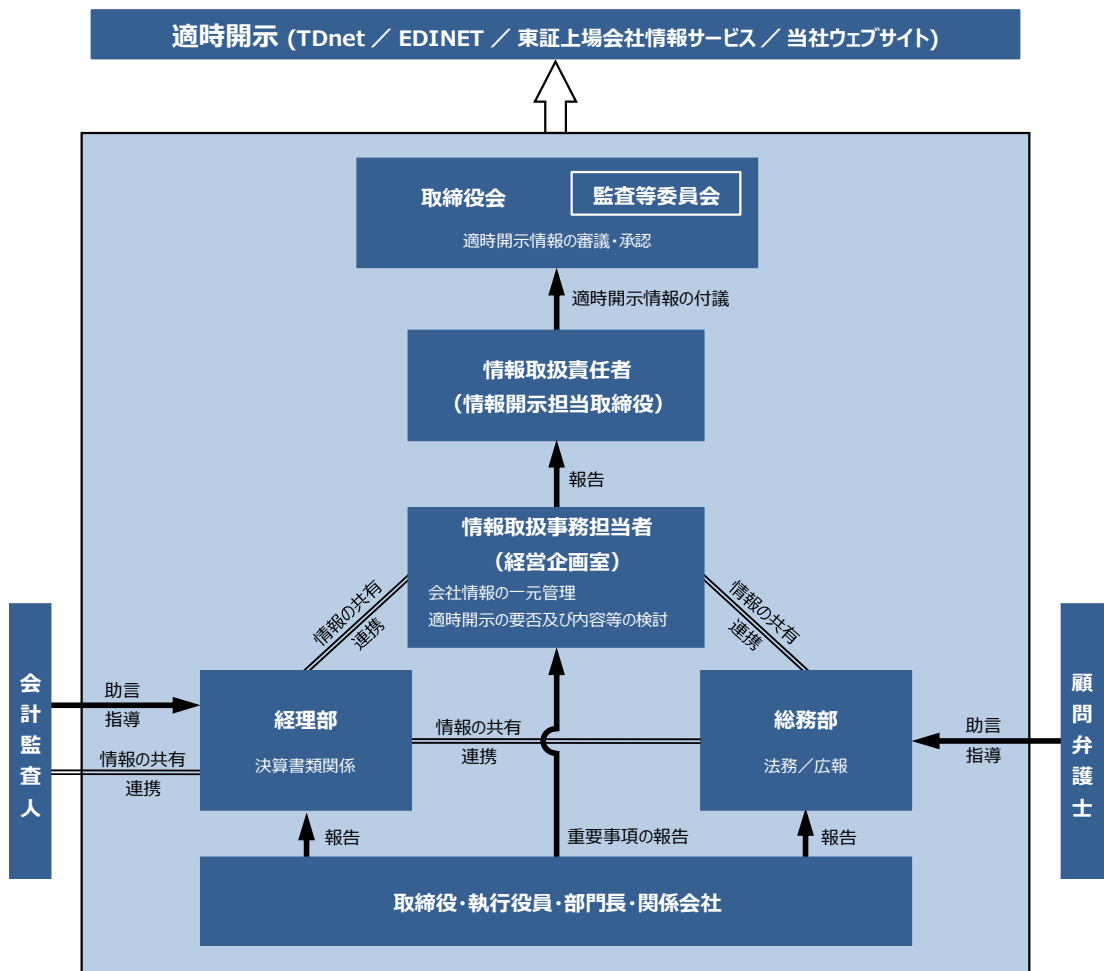 適時開示 (TDnet ／ EDINET ／ 東証上場会社情報サービス ／ 当社ウェブサイト)
取締役会
監査等委員会
適時開示情報の審議・承認
適時開示情報の付議
情報取扱責任者
（情報開示担当取締役）
報告
情報取扱事務担当者
（経営企画室）
会社情報の一元管理
適時開示の要否及び内容等の検討
情報の共有
連携
情報の共有
連携
会計監査人
助言
指導
情報の共有
連携
経理部
決算書類関係
情報の共有
連携
総務部
法務／広報
助言
指導
顧問弁護士
報告
重要事項の報告
報告
取締役・執行役員・部門長・関係会社